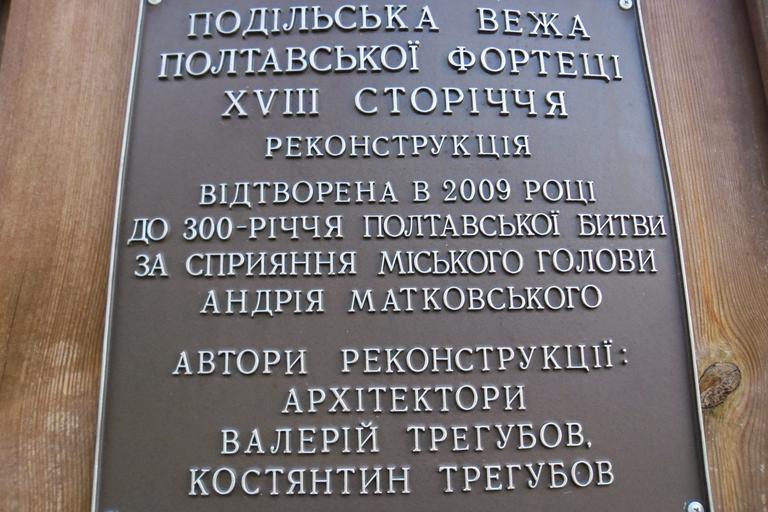 ПОДІЛЬСЬКА ВЕЖА
ПОЛТАВСЬКОЇ ФОРТЕЦІ
XVIII СТОРІЧЧЯ
РЕКОНСТРУКЦІЯ
ВІДТВОРЕНА В 2009 РОЦІ
ДО 300-РІЧЧЯ ПОЛТАВСЬКОЇ БИТВИ
ЗА СПРИЯННЯ МІСЬКОГО ГОЛОВИ
АНДРІЯ МАТКОВСЬКОГО
АВТОРИ РЕКОНСТРУКЦІЇ:
АРХІТЕКТОРИ
ВАЛЕРІЙ ТРЕГУБОВ,
КОСТЯНТИН ТРЕГУБОВ